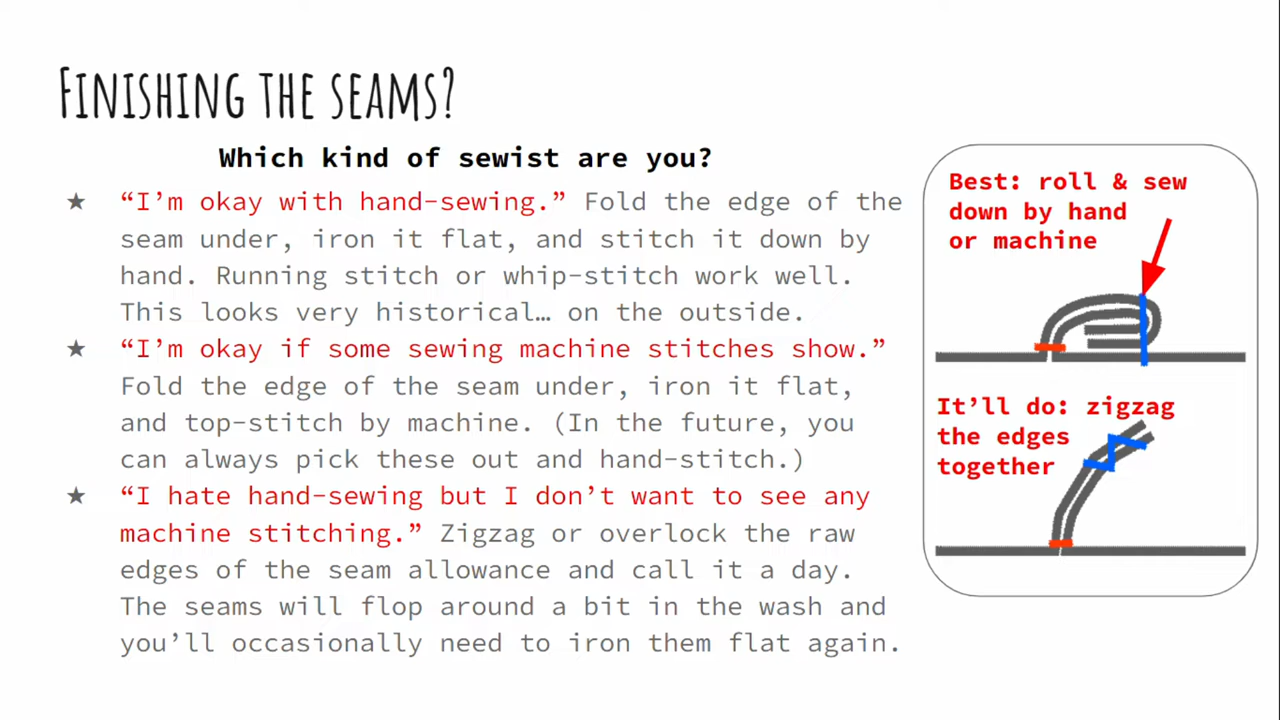 FINISHING THE SEAMS?
Which kind of sewist are you?
★ “I’m okay with hand-sewing.” Fold the edge of the
seam under, iron it flat, and stitch it down by
hand. Running stitch or whip-stitch work well.
This looks very historical… on the outside.
★ “I’m okay if some sewing machine stitches show.”
Fold the edge of the seam under, iron it flat,
and top-stitch by machine. (In the future, you
can always pick these out and hand-stitch.)
★ “I hate hand-sewing but I don’t want to see any
machine stitching.” Zigzag or overlock the raw
edges of the seam allowance and call it a day.
The seams will flop around a bit in the wash and
you’ll occasionally need to iron them flat again.
Best: roll & sew
down by hand
or machine
It’ll do: zigzag
the edges
together